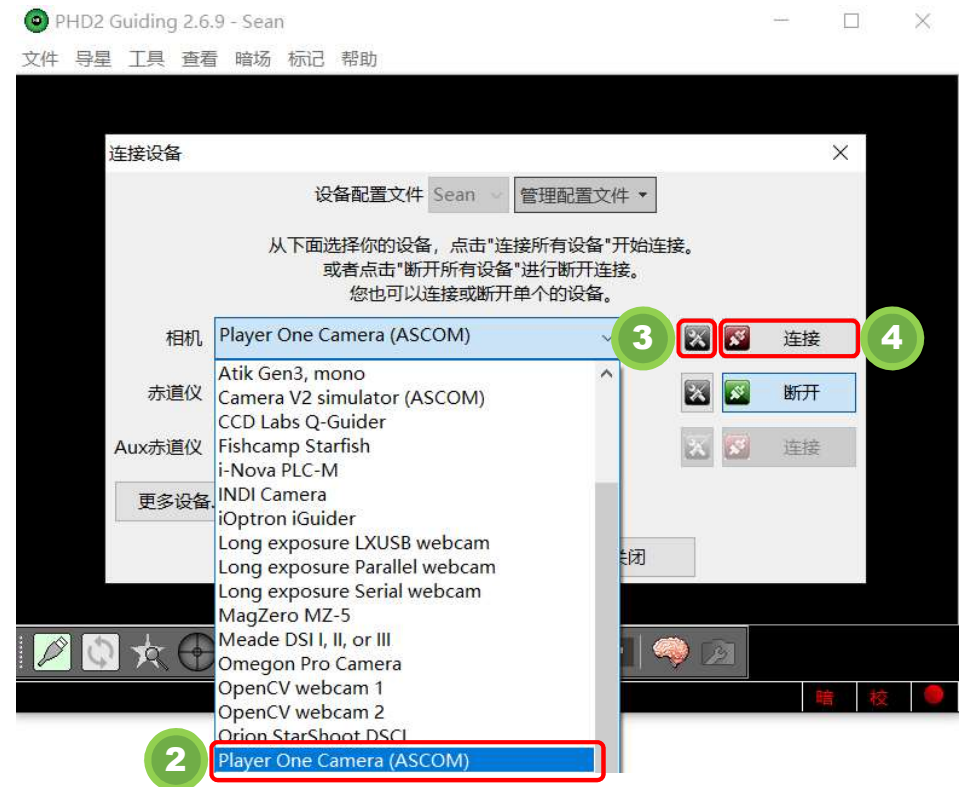 PHD2 Guiding 2.6.9 - Sean
文件 导星 工具 查看 暗场 标记 帮助
连接设备
设备配置文件 Sean 管理配置文件
从下面选择你的设备，点击"连接所有设备"开始连接。
或者点击"断开所有设备"进行断开连接。
您也可以连接或断开单个的设备。
相机 Player One Camera (ASCOM) 3 连接 4
赤道仪 断开
Aux赤道仪 连接
更多设备
Atik Gen3, mono
Camera V2 simulator (ASCOM)
CCD Labs Q-Guider
Fishcamp Starfish
i-Nova PLC-M
INDI Camera
iOptron iGuider
Long exposure LXUSB webcam
Long exposure Parallel webcam
Long exposure Serial webcam
MagZero MZ-5
Meade DSI I, II, or III
Omegon Pro Camera
OpenCV webcam 1
OpenCV webcam 2
Orion StarShoot DSCI
2 Player One Camera (ASCOM)
关闭
暗 校